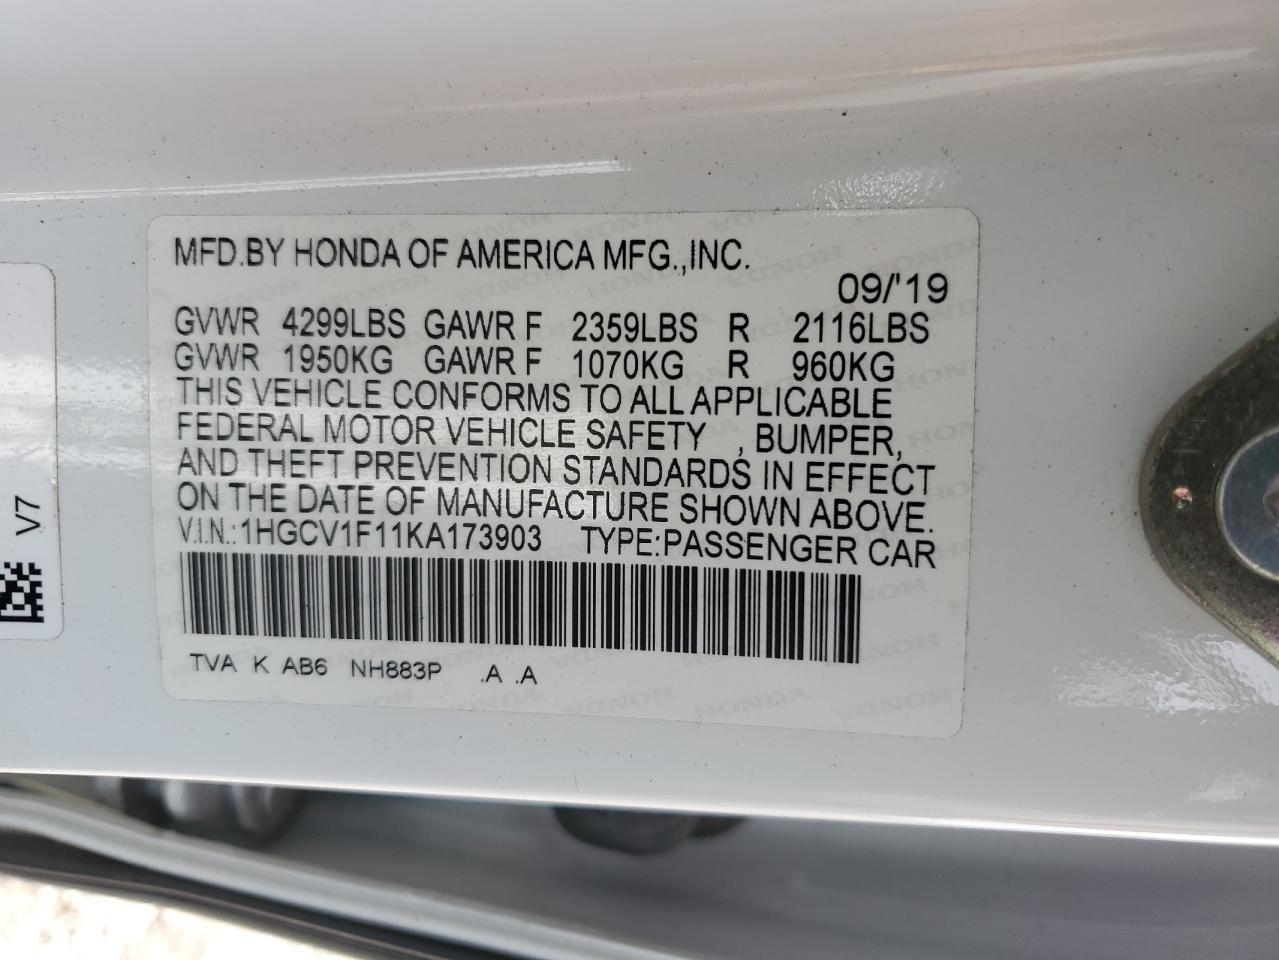 MFD.BY HONDA OF AMERICA MFG.,INC.
09/'19
GVWR 4299LBS GAWR F 2359LBS R 2116LBS
GVWR 1950KG GAWR F 1070KG R 960KG
THIS VEHICLE CONFORMS TO ALL APPLICABLE
FEDERAL MOTOR VEHICLE SAFETY , BUMPER,
AND THEFT PREVENTION STANDARDS IN EFFECT
ON THE DATE OF MANUFACTURE SHOWN ABOVE.
V.I.N.:1HGCV1F11KA173903 TYPE:PASSENGER CAR
TVA K AB6 NH883P .A .A
V7